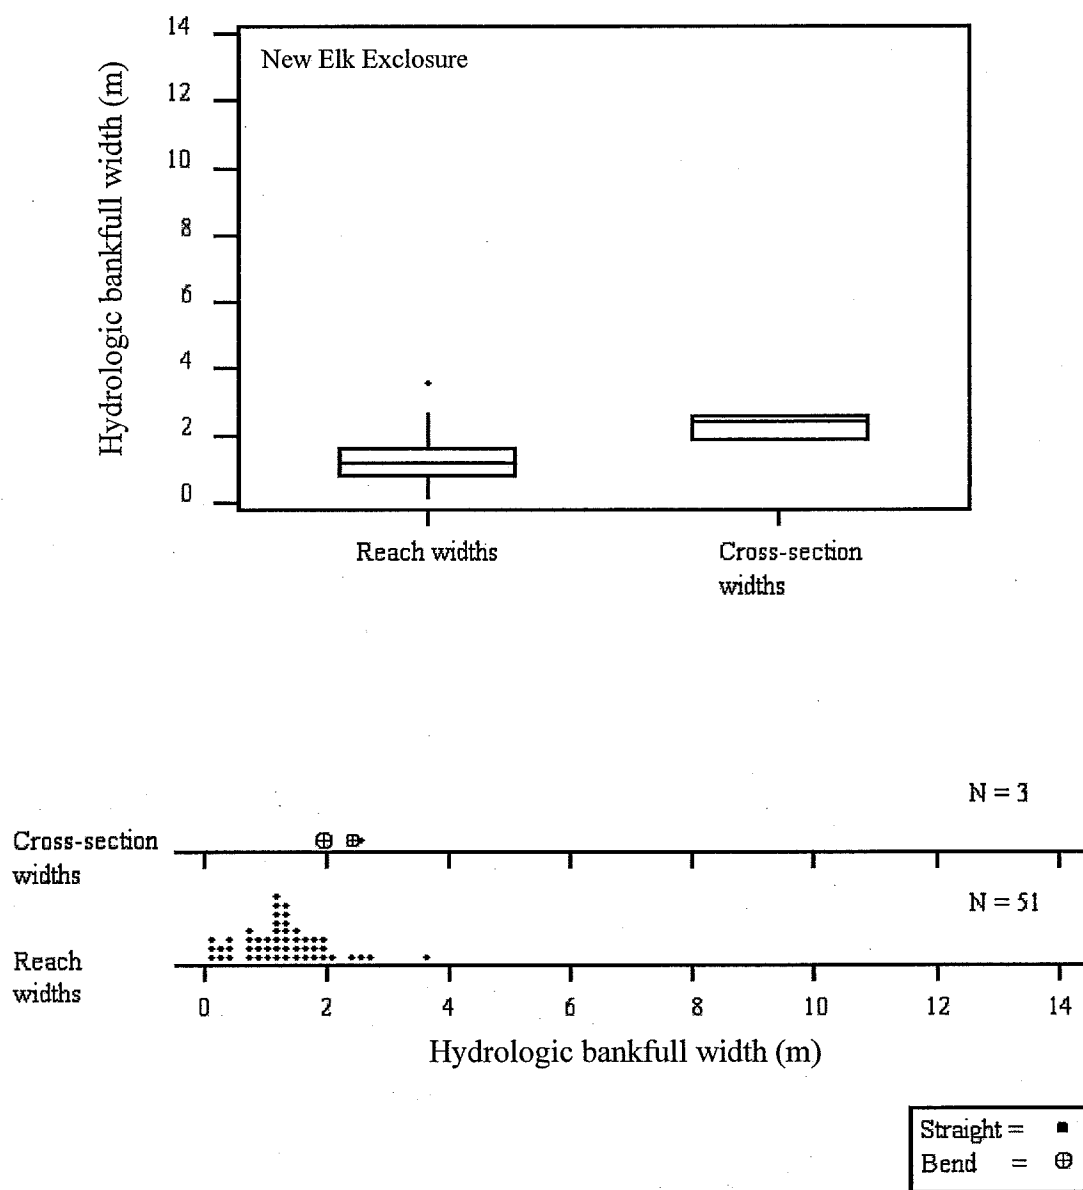 New Elk Exclosure
Hydrologic bankfull width (m)
14
12
10
8
6
4
2
0
Reach widths
Cross-section
widths
N = 3
Cross-section
widths
N = 51
Reach
widths
0 2 4 6 8 10 12 14
Hydrologic bankfull width (m)
Straight =
Bend =